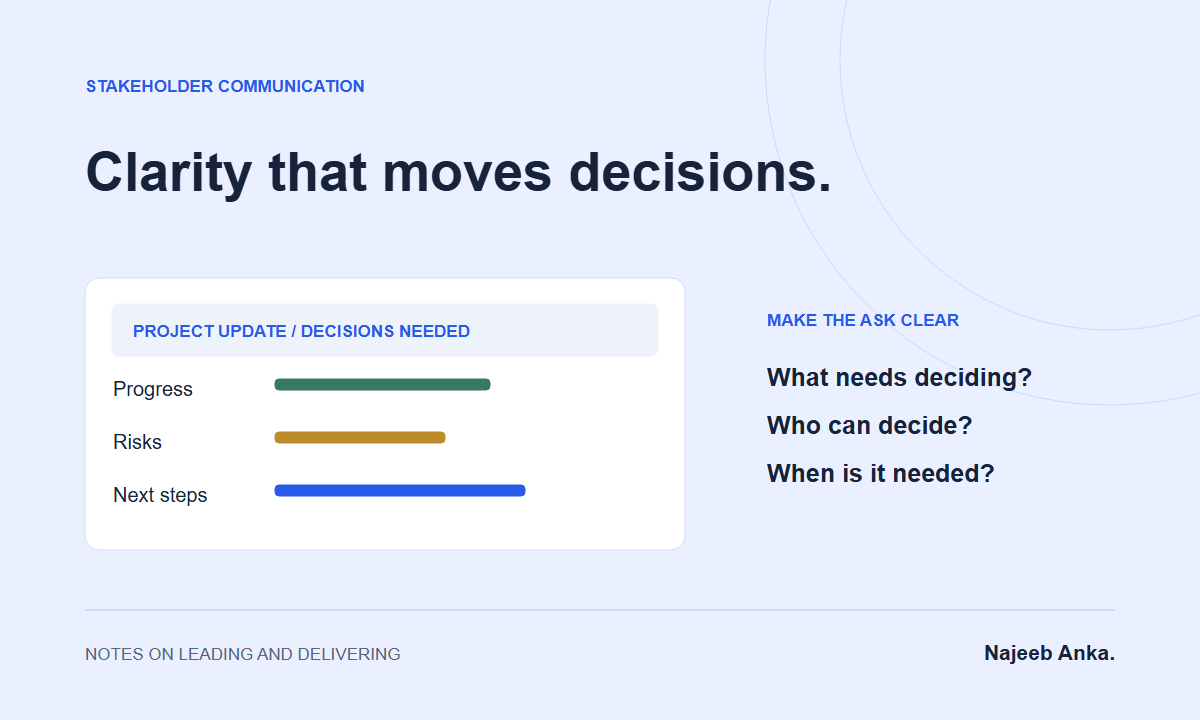 STAKEHOLDER COMMUNICATION
Clarity that moves decisions.
PROJECT UPDATE / DECISIONS NEEDED
Progress
Risks
Next steps
MAKE THE ASK CLEAR
What needs deciding?
Who can decide?
When is it needed?
NOTES ON LEADING AND DELIVERING
Najeeb Anka.